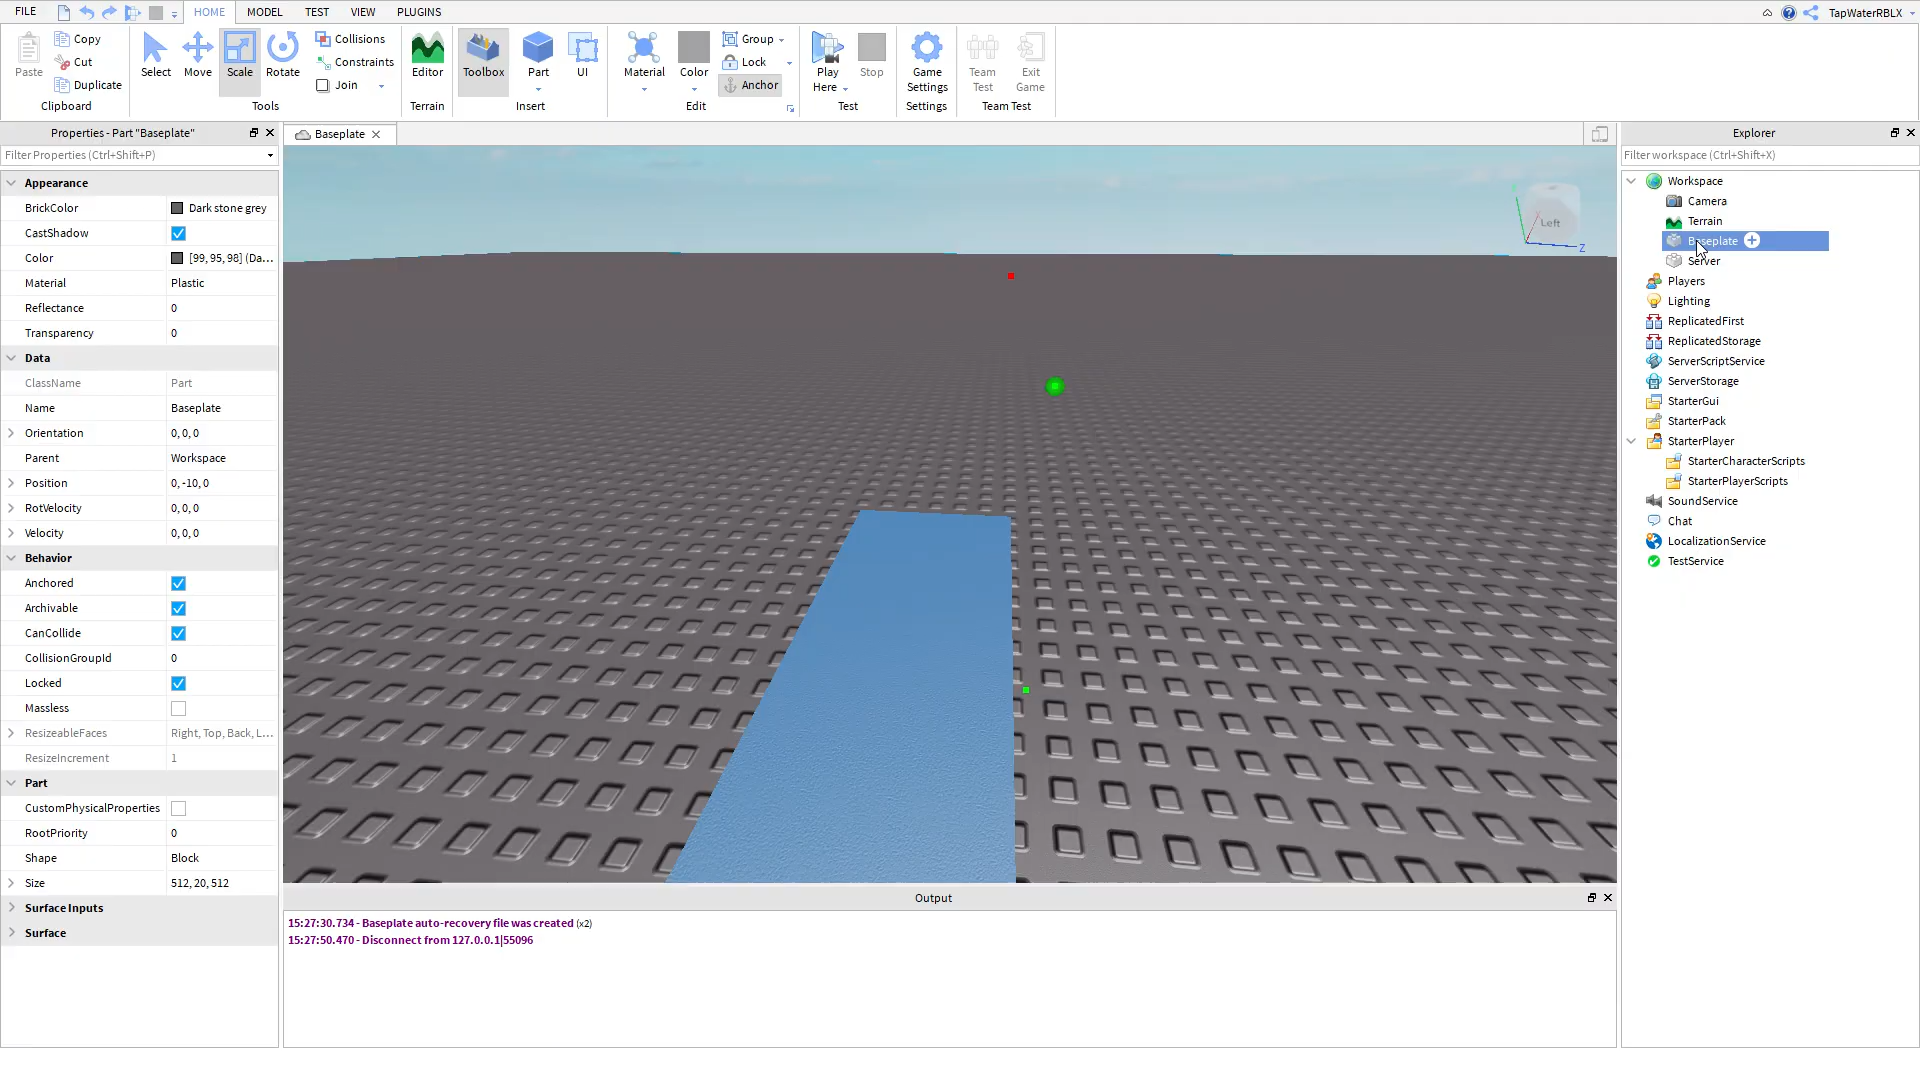 FILE
HOME
MODEL
TEST
VIEW
PLUGINS
TapWaterRBLX
Paste
Copy
Cut
Duplicate
Clipboard
Select
Move
Scale
Rotate
Collisions
Constraints
Join
Tools
Editor
Terrain
Toolbox
Part
UI
Insert
Material
Color
Group
Lock
Anchor
Edit
Play
Here
Stop
Test
Game
Settings
Settings
Team
Test
Exit
Game
Team Test
Properties - Part "Baseplate"
Filter Properties (Ctrl+Shift+P)
Appearance
BrickColor Dark stone grey
CastShadow
Color [99, 95, 98] (Da...
Material Plastic
Reflectance 0
Transparency 0
Data
ClassName Part
Name Baseplate
Orientation 0, 0, 0
Parent Workspace
Position 0, -10, 0
RotVelocity 0, 0, 0
Velocity 0, 0, 0
Behavior
Anchored
Archivable
CanCollide
CollisionGroupId 0
Locked
Massless
ResizeableFaces Right, Top, Back, L...
ResizeIncrement 1
Part
CustomPhysicalProperties
RootPriority 0
Shape Block
Size 512, 20, 512
Surface Inputs
Surface
Baseplate
Left
Z
Output
15:27:30.734 - Baseplate auto-recovery file was created (x2)
15:27:50.470 - Disconnect from 127.0.0.1|55096
Explorer
Filter workspace (Ctrl+Shift+X)
Workspace
Camera
Terrain
Baseplate
Server
Players
Lighting
ReplicatedFirst
ReplicatedStorage
ServerScriptService
ServerStorage
StarterGui
StarterPack
StarterPlayer
StarterCharacterScripts
StarterPlayerScripts
SoundService
Chat
LocalizationService
TestService